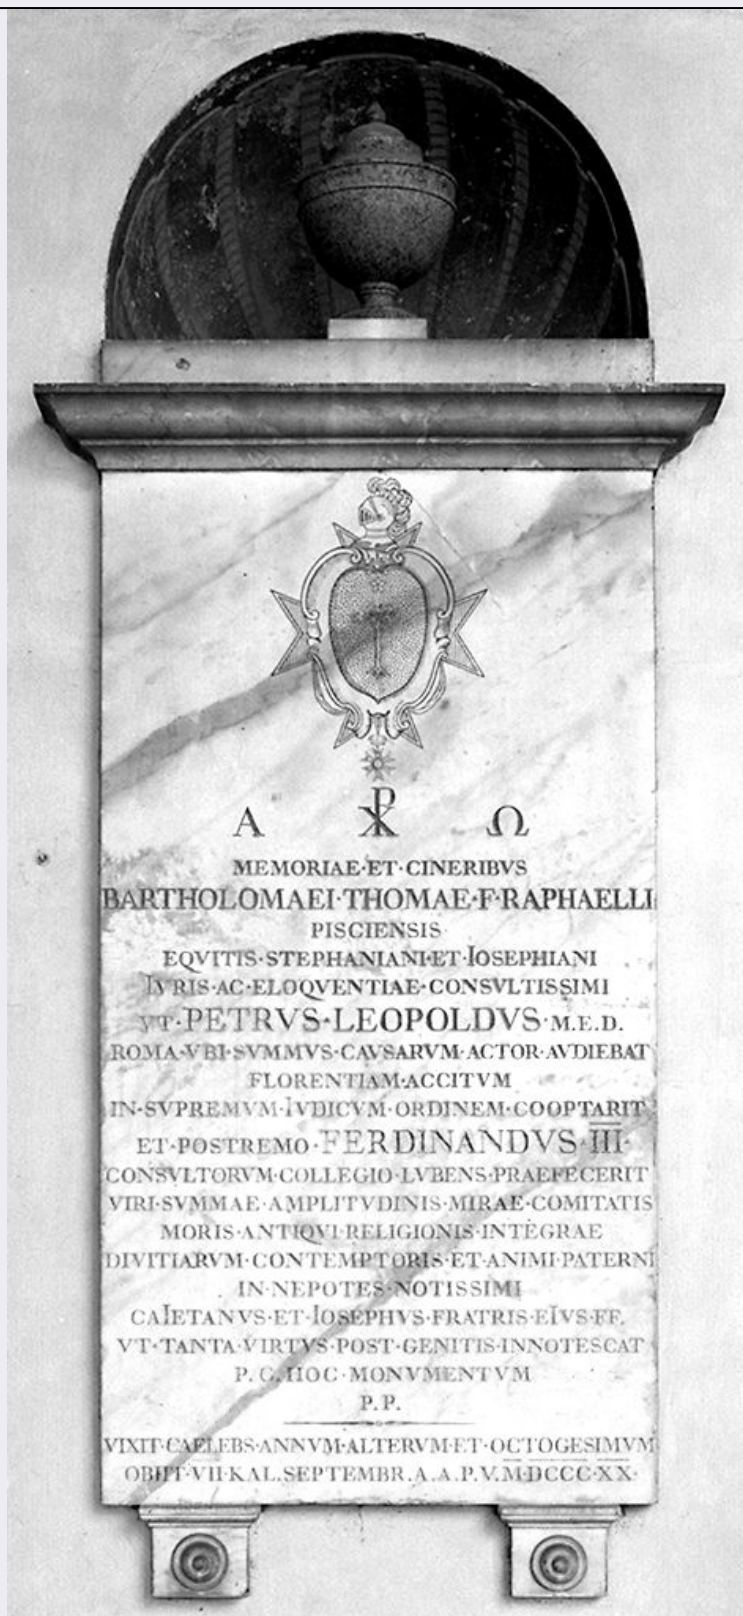 Α ☧ Ω
MEMORIAE·ET·CINERIBVS
BARTHOLOMAEI·THOMAE·F·RAPHAELLI
PISCIENSIS
EQVITIS·STEPHANIANI·ET·IOSEPHIANI
IVRIS·AC·ELOQVENTIAE·CONSVLTISSIMI
VT·PETRVS·LEOPOLDVS·M.E.D.
ROMA·VBI·SVMMVS·CAVSARVM·ACTOR·AVDIEBAT
FLORENTIAM·ACCITVM
IN·SVPREMVM·IVDICVM·ORDINEM·COOPTARIT
ET·POSTREMO·FERDINANDVS·III·
CONSVLTORVM·COLLEGIO·LVBENS·PRAEFECERIT
VIRI·SVMMAE·AMPLITVDINIS·MIRAE·COMITATIS
MORIS·ANTIQVI·RELIGIONIS·INTEGRAE
DIVITIARVM·CONTEMPTORIS·ET·ANIMI·PATERNI
IN·NEPOTES·NOTISSIMI
CAIETANVS·ET·IOSEPHVS·FRATRIS·EIVS·FF.
VT·TANTA·VIRTVS·POST·GENITIS·INNOTESCAT
P. C. HOC·MONVMENTVM
P.P.
VIXIT·CAELEBS·ANNVM·ALTERVM·ET·OCTOGESIMVM
OBIIT·VII·KAL.SEPTEMBR.A.A.P.V.M·DCCC·XX·